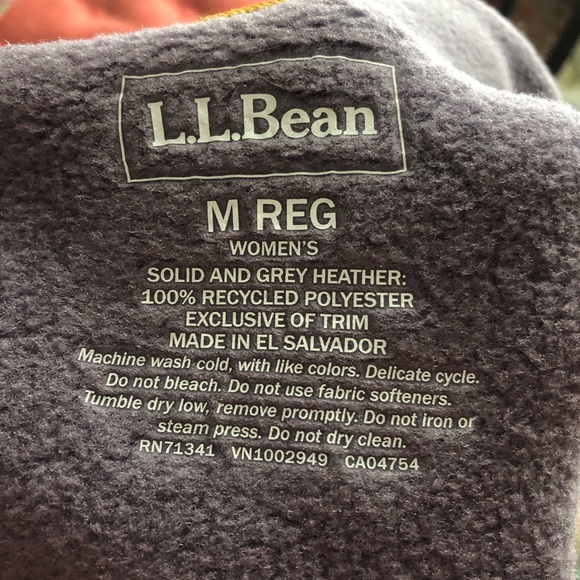 L.L.Bean
M REG
WOMEN'S
SOLID AND GREY HEATHER:
100% RECYCLED POLYESTER
EXCLUSIVE OF TRIM
MADE IN EL SALVADOR
Machine wash cold, with like colors. Delicate cycle.
Do not bleach. Do not use fabric softeners.
Tumble dry low, remove promptly. Do not iron or
steam press. Do not dry clean.
RN71341 VN1002949 CA04754